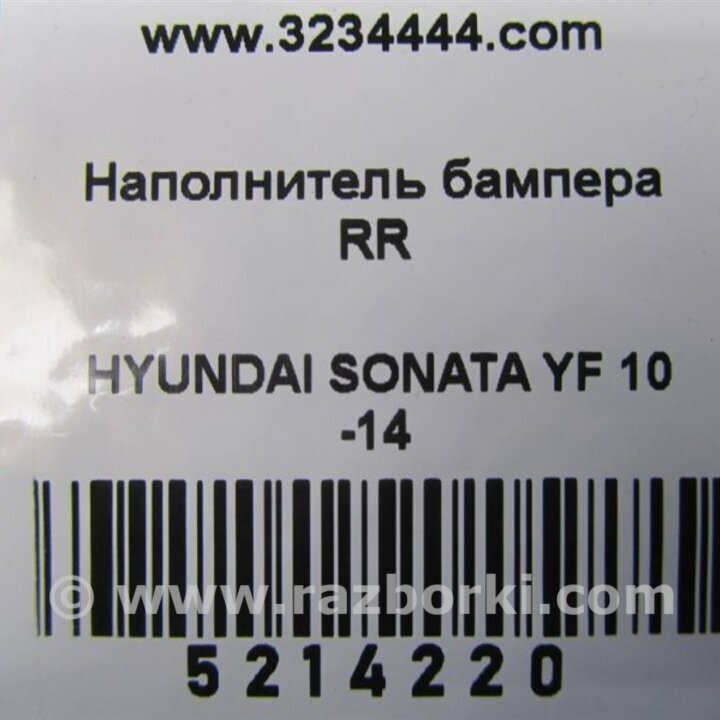 www.3234444.com
Наполнитель бампера
RR
HYUNDAI SONATA YF 10
-14
© www.razborki.com
5214220